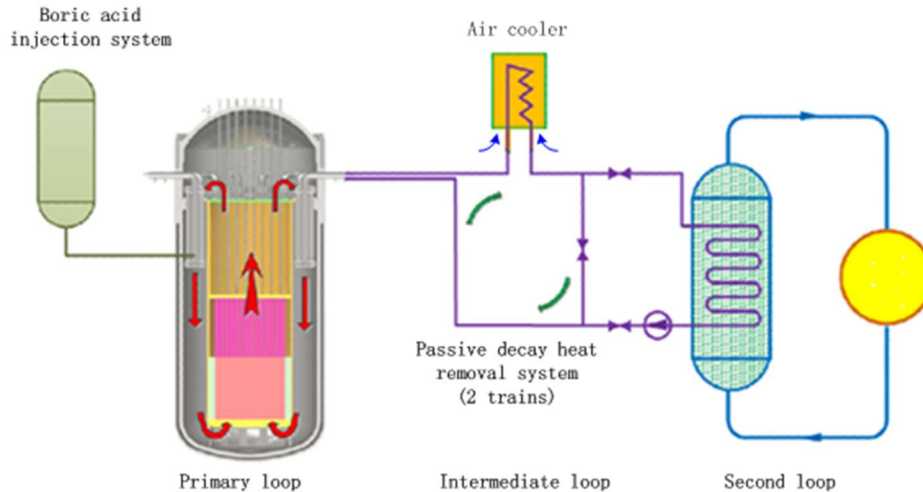 Boric acid
injection system
Air cooler
Passive decay heat
removal system
(2 trains)
Primary loop
Intermediate loop
Second loop